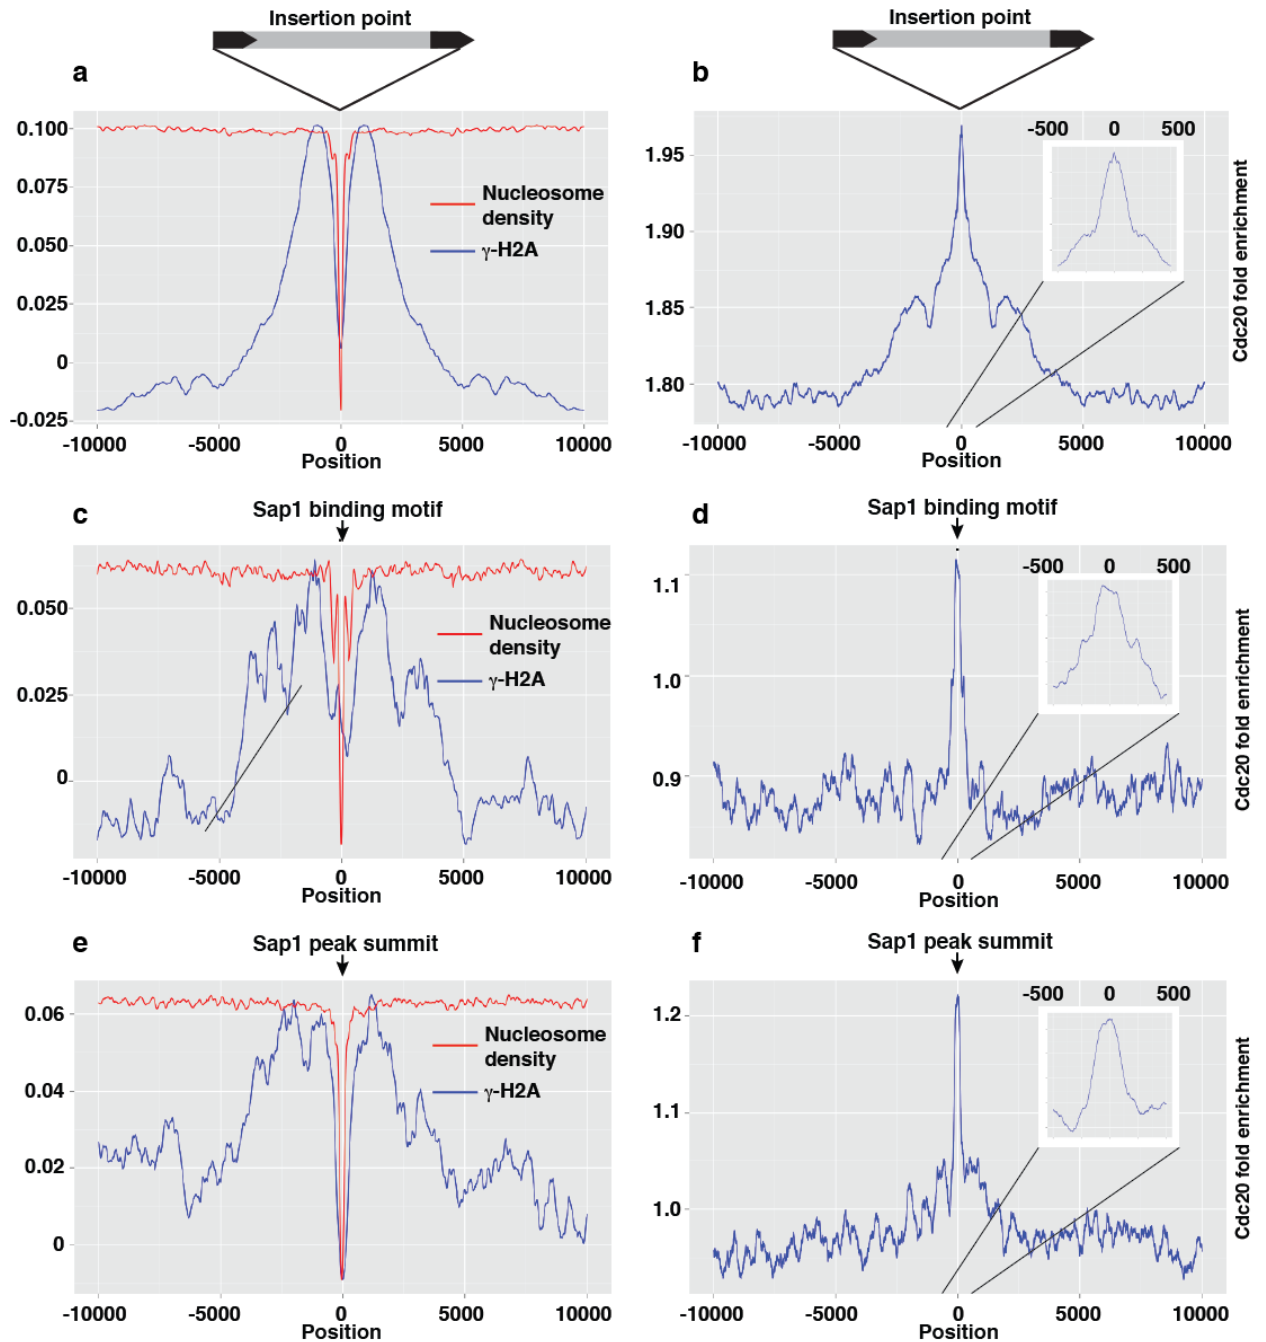 Insertion point
a
0.100
0.075
0.050
0.025
0
-0.025
Nucleosome
density
γ-H2A
-10000 -5000 0 5000 10000
Position
Insertion point
b
1.95
1.90
1.85
1.80
-500 0 500
Cdc20 fold enrichment
-10000 -5000 0 5000 10000
Position
Sap1 binding motif
c
0.050
0.025
0
Nucleosome
density
γ-H2A
-10000 -5000 0 5000 10000
Position
Sap1 binding motif
d
1.1
1.0
0.9
-500 0 500
Cdc20 fold enrichment
-10000 -5000 0 5000 10000
Position
Sap1 peak summit
e
0.06
0.04
0.02
0
Nucleosome
density
γ-H2A
-10000 -5000 0 5000 10000
Position
Sap1 peak summit
f
1.2
1.1
1.0
-500 0 500
Cdc20 fold enrichment
-10000 -5000 0 5000 10000
Position